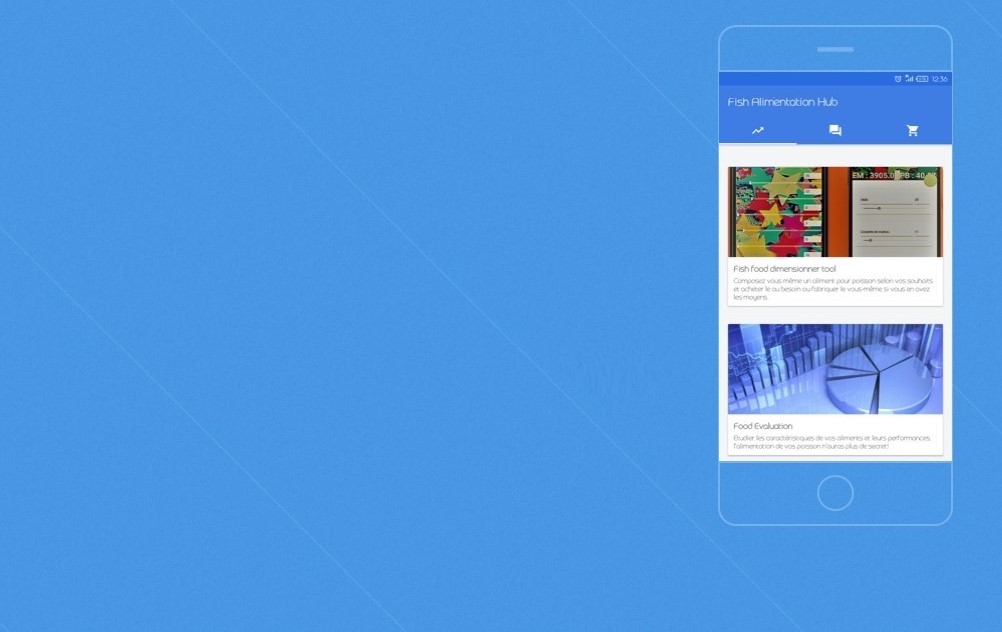 12:36
Fish Alimentation Hub
EM : 3905.0 PB : 40.
Fish food dimensionner tool
Composez vous même un aliment pour poisson selon vos souhaits
et acheter le au besoin ou fabriquer le vous-même si vous en avez
les moyens.
Food Evaluation
Etudier les caractéristiques de vos aliments et leurs performances,
l'alimentation de vos poisson n'auras plus de secret!